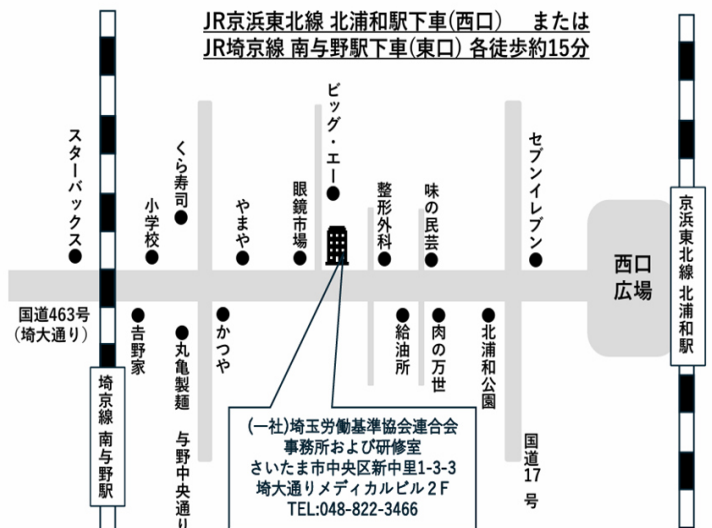 JR京浜東北線 北浦和駅下車(西口)　または
JR埼京線 南与野駅下車(東口) 各徒歩約15分
スターバックス
小学校
くら寿司
やまや
眼鏡市場
ビッグ・エー
整形外科
味の民芸
セブンイレブン
西口
広場
京浜東北線 北浦和駅
国道463号
(埼大通り)
吉野家
丸亀製麺
かつや
給油所
肉の万世
北浦和公園
埼京線 南与野駅
与野中央通り
国道17号
(一社)埼玉労働基準協会連合会
事務所および研修室
さいたま市中央区新中里1-3-3
埼大通りメディカルビル２F
TEL:048-822-3466